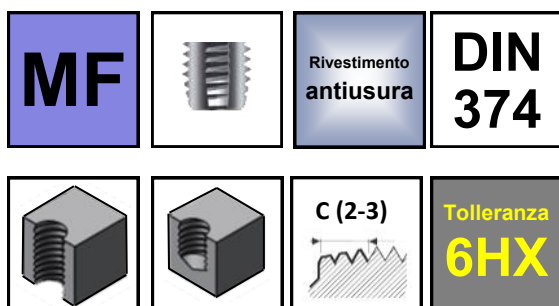 MF
Rivestimento
antiusura
DIN
374
C (2-3)
Tolleranza
6HX